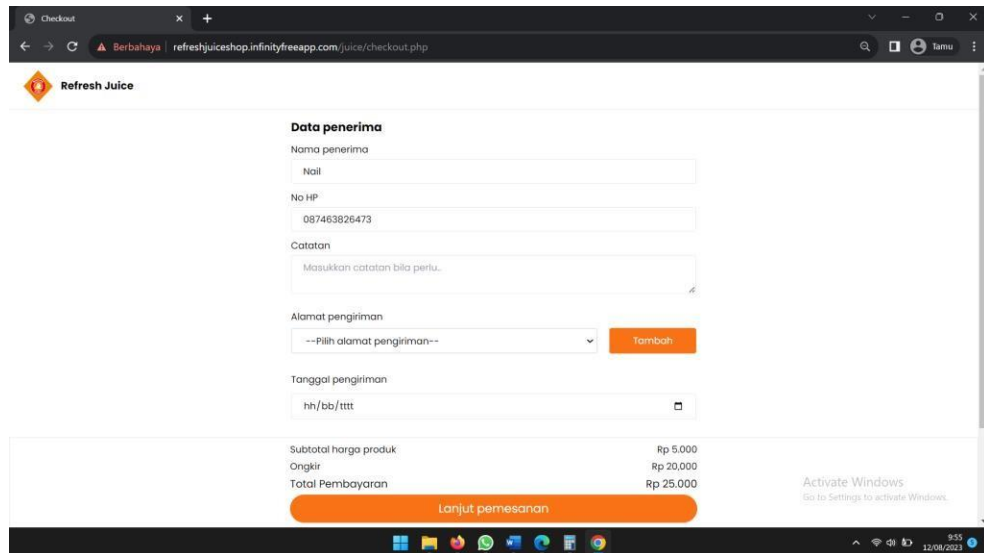 Checkout
Berbahaya refreshjuiceshop.infinityfreeapp.com/juice/checkout.php Tamu
Refresh Juice
Data penerima
Nama penerima
Nail
No HP
087463826473
Catatan
Masukkan catatan bila perlu..
Alamat pengiriman
--Pilih alamat pengiriman-- Tambah
Tanggal pengiriman
hh/bb/tttt
Subtotal harga produk Rp 5.000
Ongkir Rp 20,000
Total Pembayaran Rp 25.000
Activate Windows
Go to Settings to activate Windows.
Lanjut pemesanan
9:55
12/08/2023